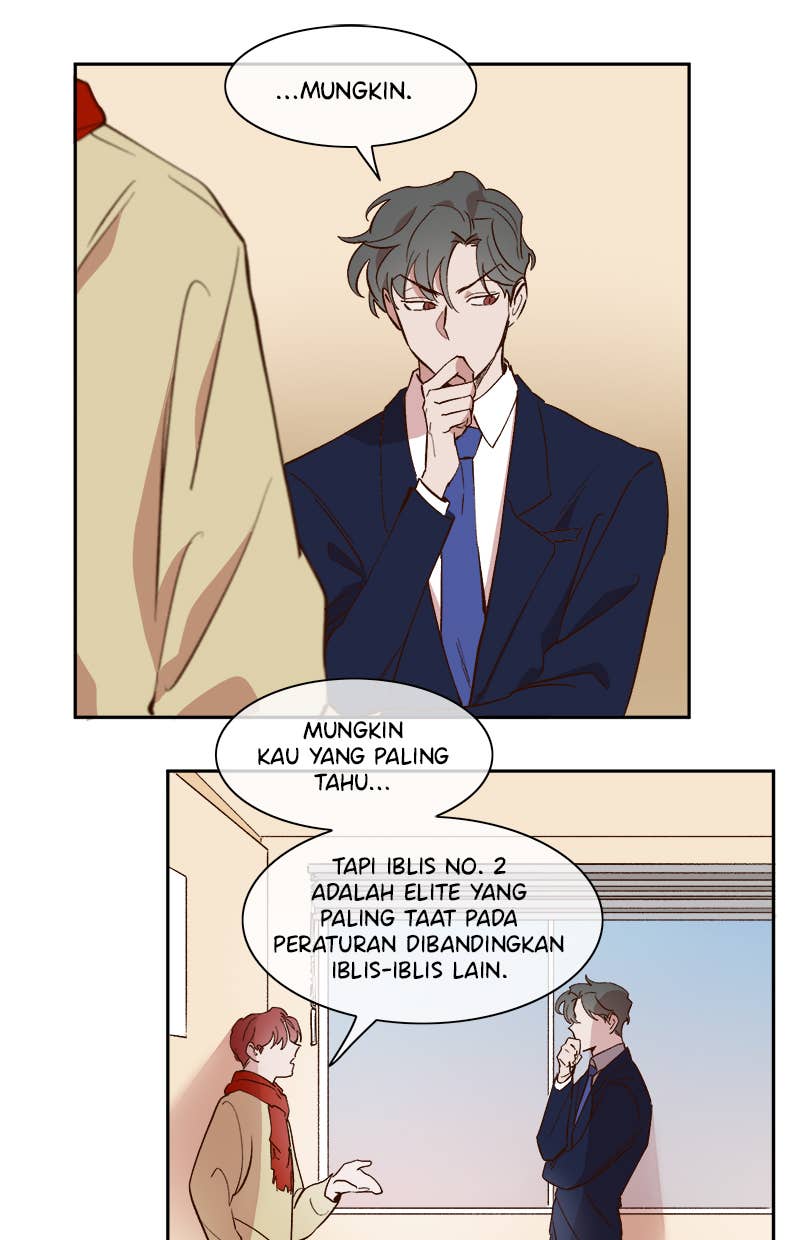 ...MUNGKIN.
MUNGKIN
KAU YANG PALING
TAHU...
TAPI IBLIS NO. 2
ADALAH ELITE YANG
PALING TAAT PADA
PERATURAN DIBANDINGKAN
IBLIS-IBLIS LAIN.